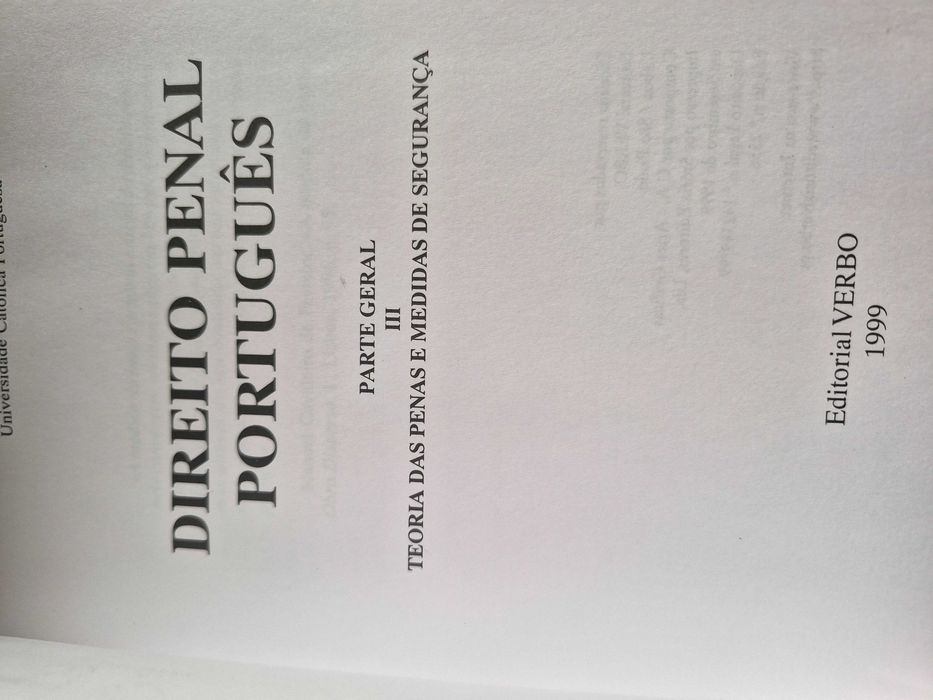 Universidade Católica Portuguesa
DIREITO PENAL
PORTUGUÊS
PARTE GERAL
III
TEORIA DAS PENAS E MEDIDAS DE SEGURANÇA
Editorial VERBO
1999